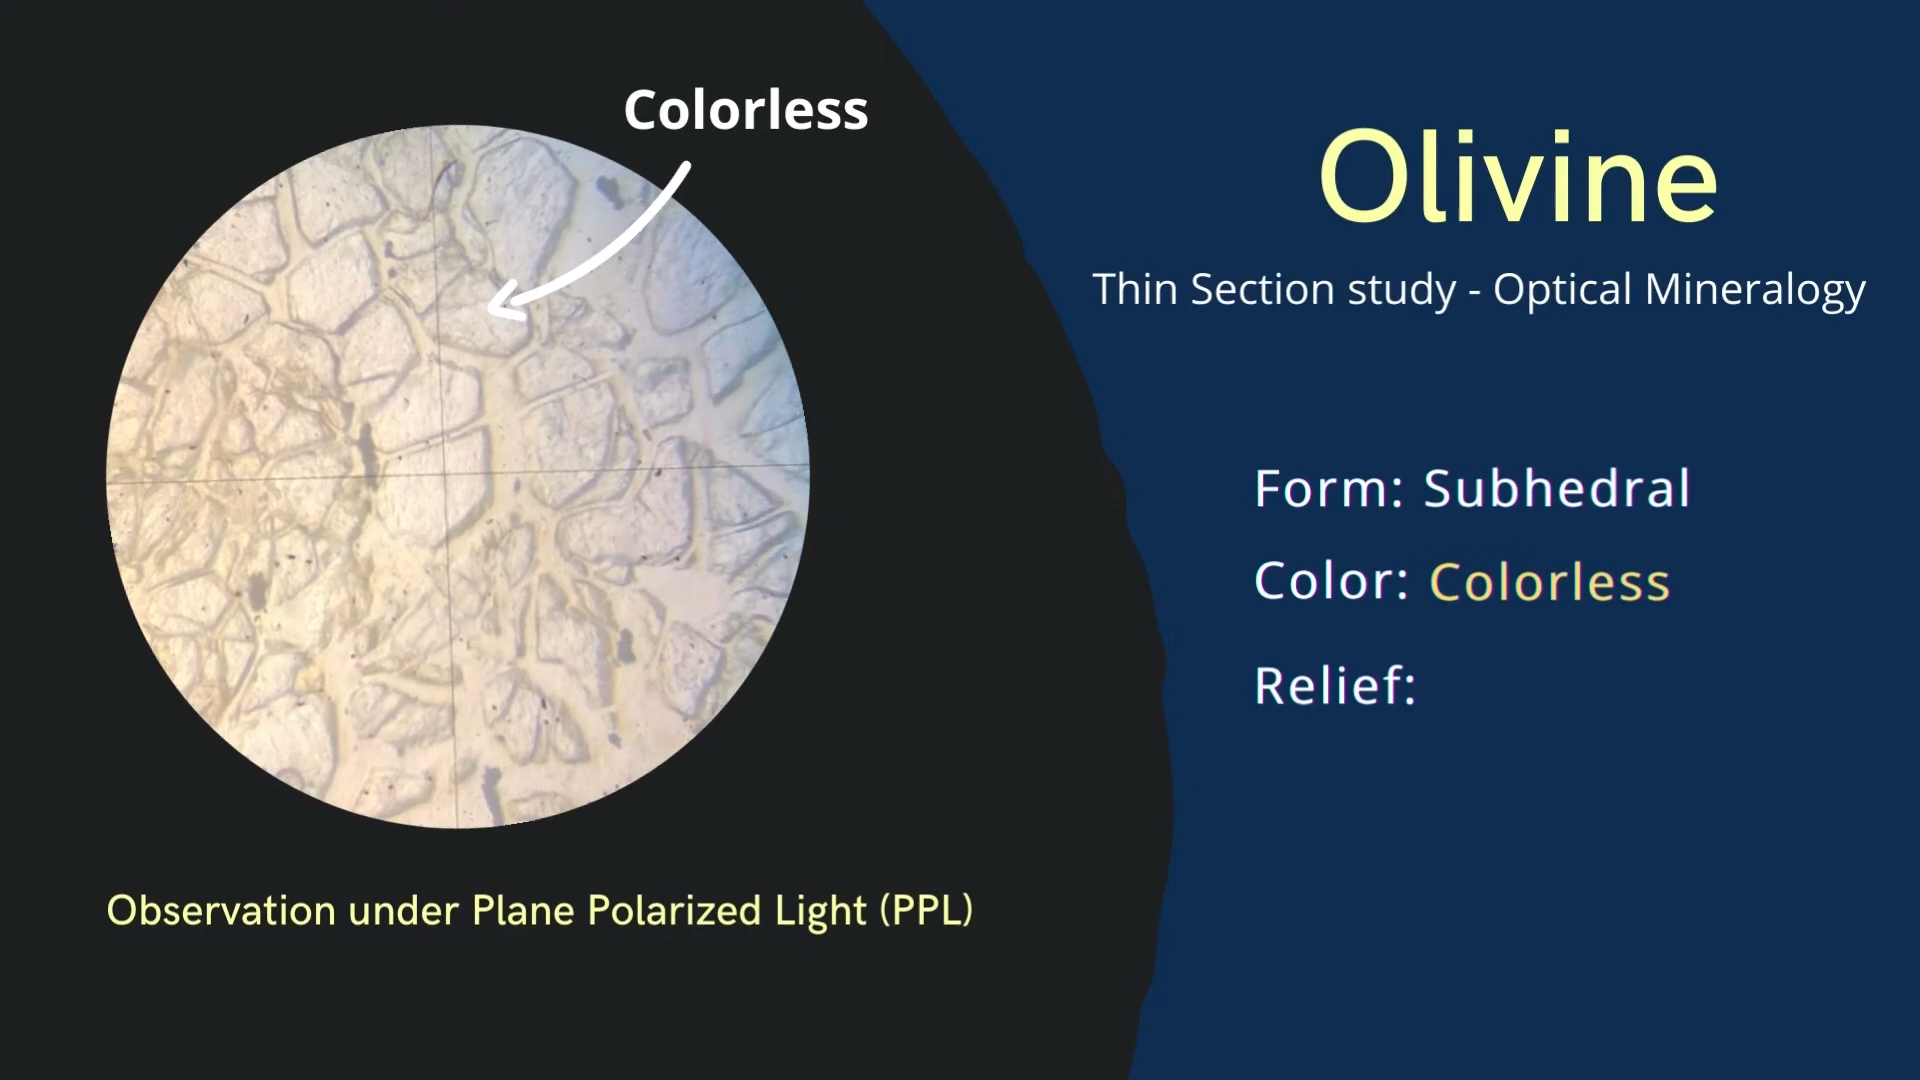 Colorless
Olivine
Thin Section study - Optical Mineralogy
Form: Subhedral
Color: Colorless
Relief:
Observation under Plane Polarized Light (PPL)